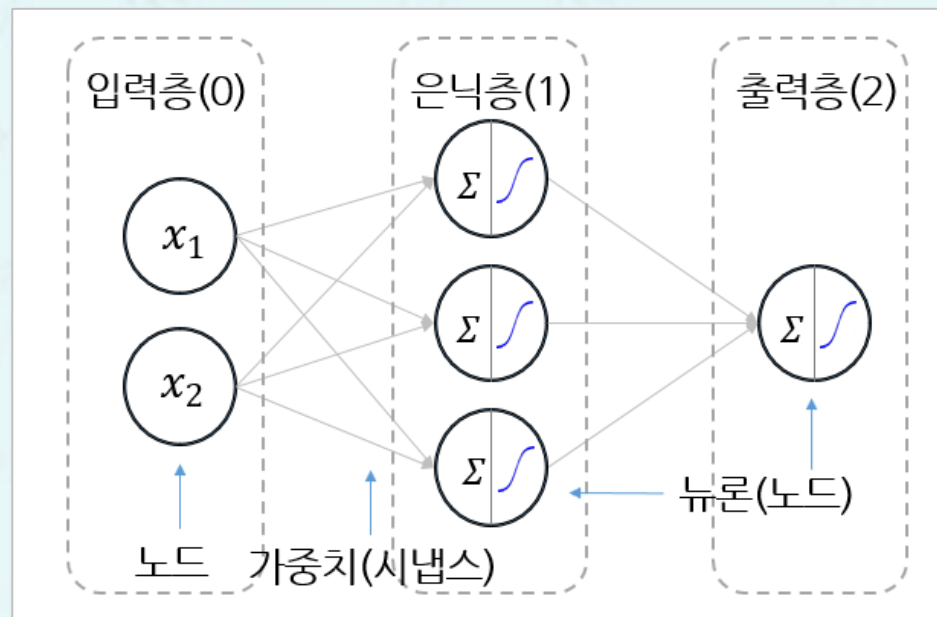 입력층(0)
은닉층(1)
출력층(2)
x₁
x₂
Σ
Σ
Σ
Σ
노드
가중치(시냅스)
뉴론(노드)